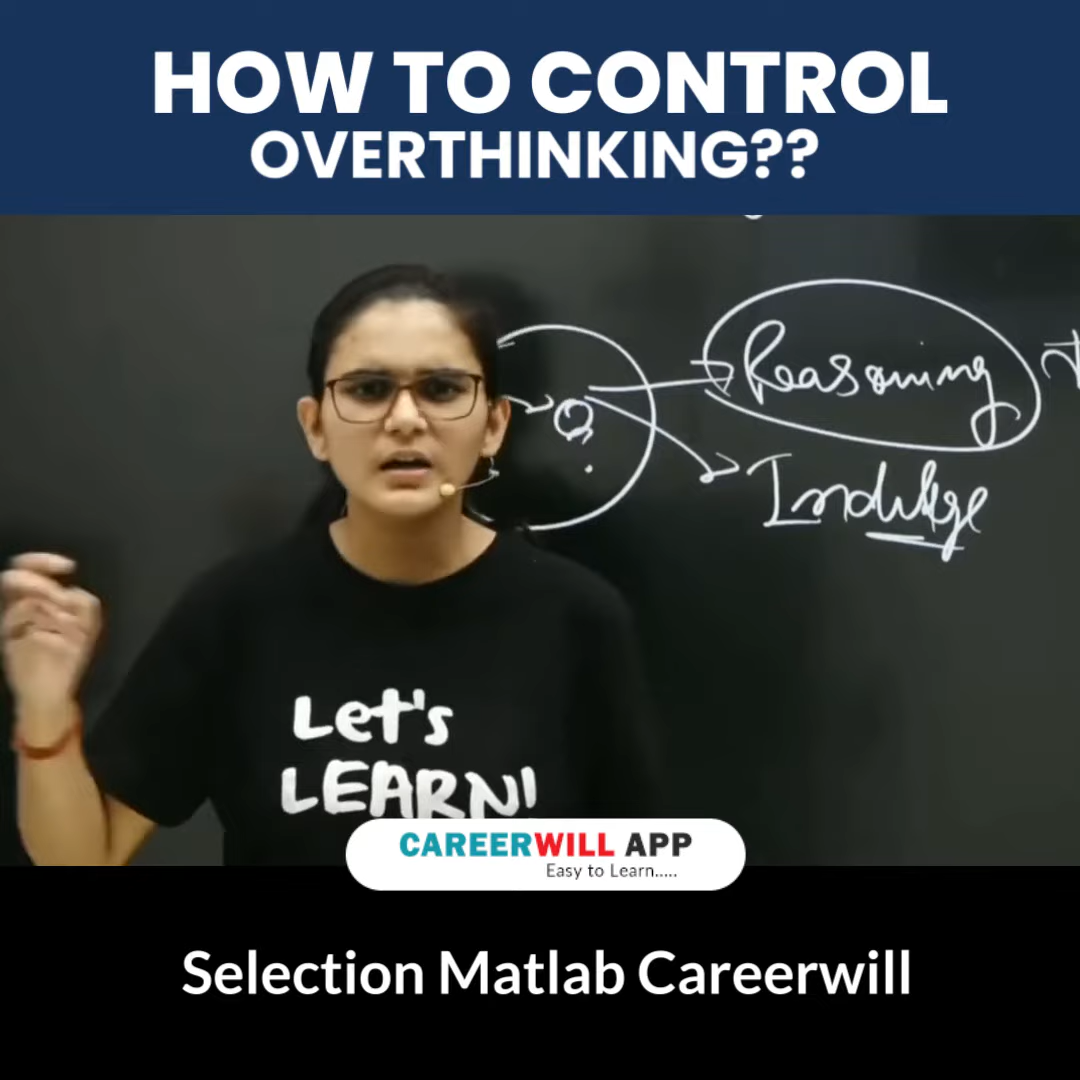 HOW TO CONTROL
OVERTHINKING??
Reasoning
Q?
Indulge
Let's
LEARN!
CAREERWILL APP
Easy to Learn.....
Selection Matlab Careerwill